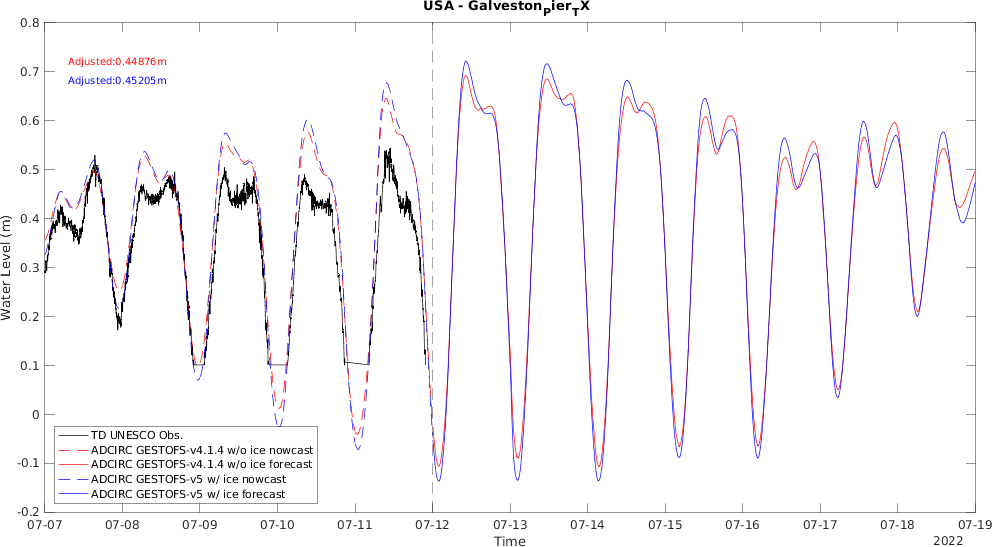 USA - GalvestonPierTX
0.8
0.7
0.6
0.5
0.4
0.3
0.2
0.1
0
-0.1
-0.2
Water Level (m)
Adjusted:0.44876m
Adjusted:0.45205m
TD UNESCO Obs.
ADCIRC GESTOFS-v4.1.4 w/o ice nowcast
ADCIRC GESTOFS-v4.1.4 w/o ice forecast
ADCIRC GESTOFS-v5 w/ ice nowcast
ADCIRC GESTOFS-v5 w/ ice forecast
07-07 07-08 07-09 07-10 07-11 07-12 07-13 07-14 07-15 07-16 07-17 07-18 07-19
Time
2022